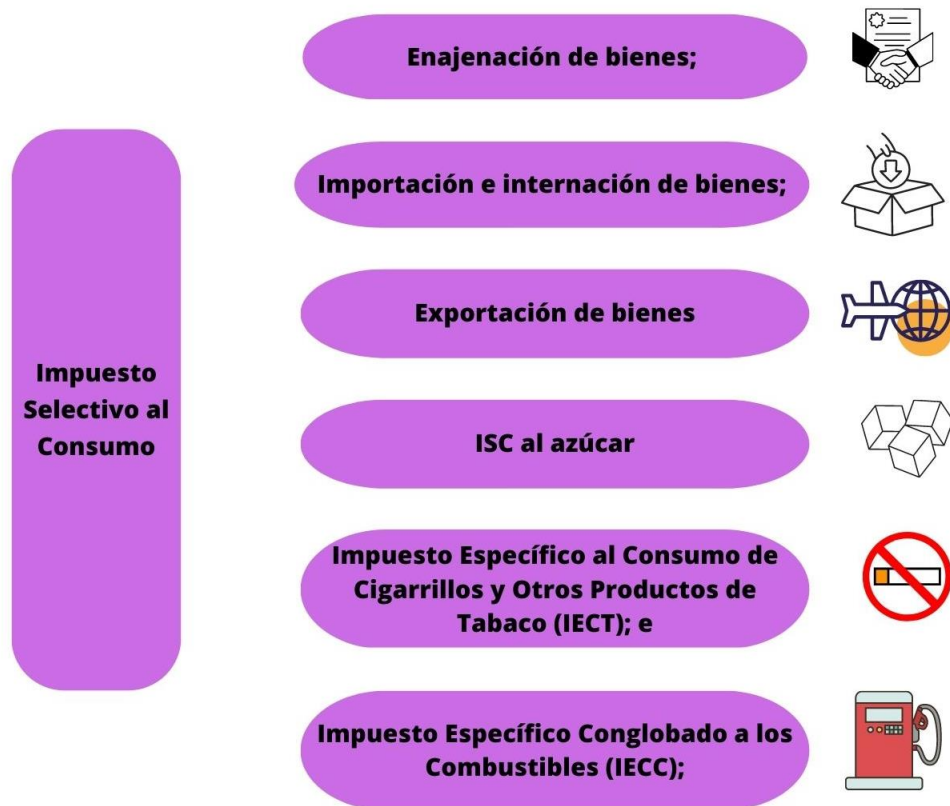 Impuesto
Selectivo al
Consumo
Enajenación de bienes;
Importación e internación de bienes;
Exportación de bienes
ISC al azúcar
Impuesto Específico al Consumo de
Cigarrillos y Otros Productos de
Tabaco (IECT); e
Impuesto Específico Conglobado a los
Combustibles (IECC);